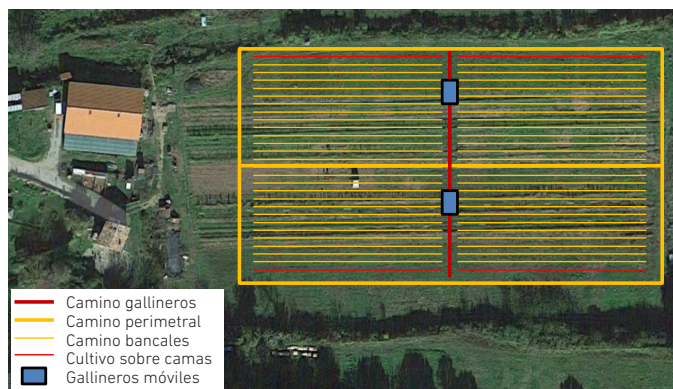 Camino gallineros
Camino perimetral
Camino bancales
Cultivo sobre camas
Gallineros móviles